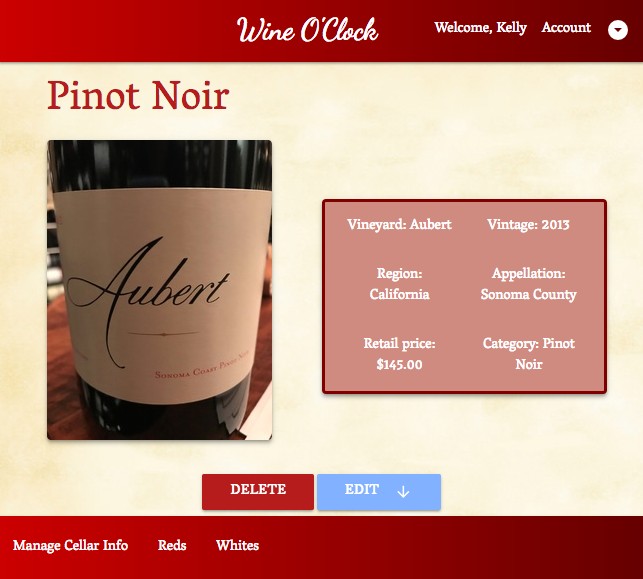 Wine O'Clock
Welcome, Kelly
Account
Pinot Noir
Aubert
Sonoma Coast Pinot Noir
Vineyard: Aubert
Vintage: 2013
Region:
California
Appellation:
Sonoma County
Retail price:
$145.00
Category: Pinot
Noir
DELETE
EDIT
Manage Cellar Info
Reds
Whites